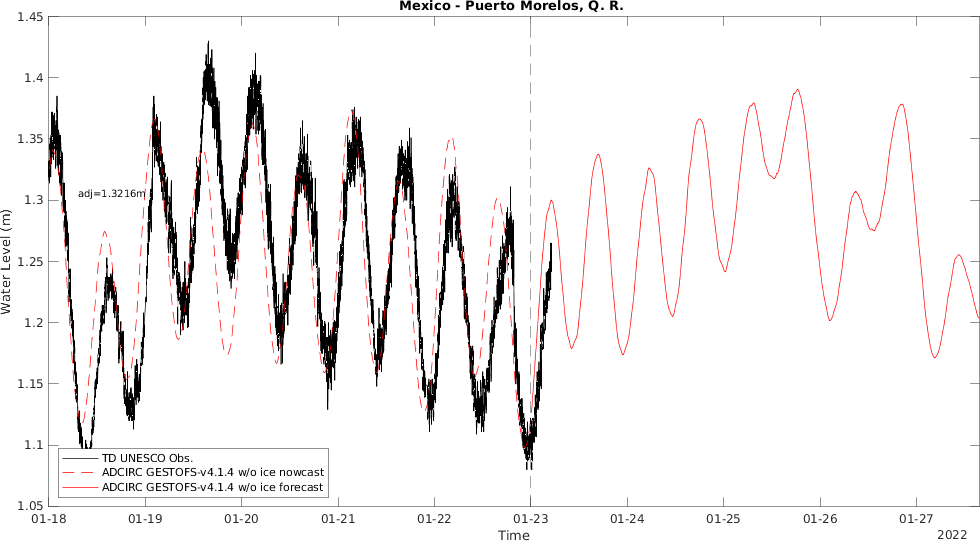 Mexico - Puerto Morelos, Q. R.
1.45
1.4
1.35
1.3
1.25
1.2
1.15
1.1
1.05
Water Level (m)
adj=1.3216m
TD UNESCO Obs.
ADCIRC GESTOFS-v4.1.4 w/o ice nowcast
ADCIRC GESTOFS-v4.1.4 w/o ice forecast
01-18 01-19 01-20 01-21 01-22 01-23 01-24 01-25 01-26 01-27
Time
2022